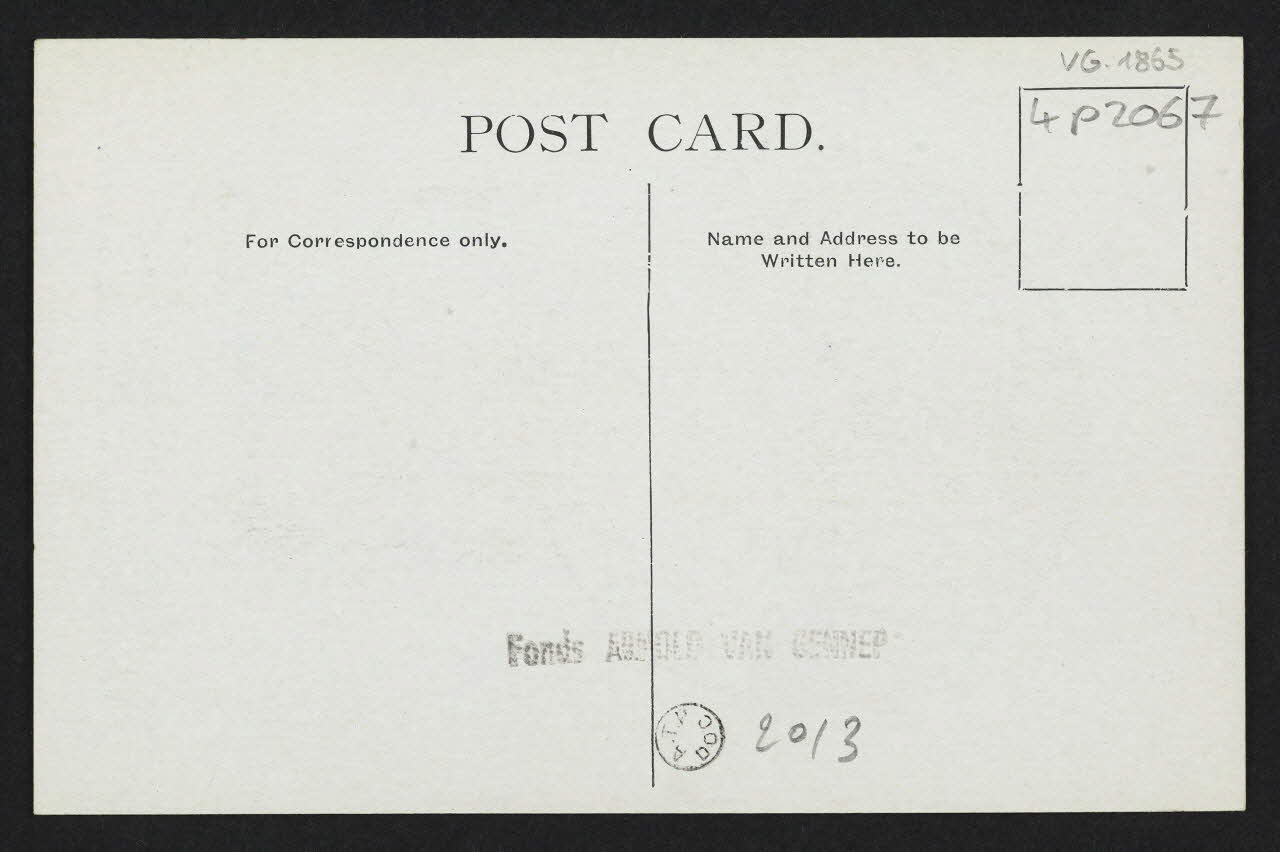 VG. 1865
4P2067
POST CARD.
For Correspondence only.
Name and Address to be
Written Here.
Fonds ARNOLD VAN GENNEP
DOC A.T.P.
2013